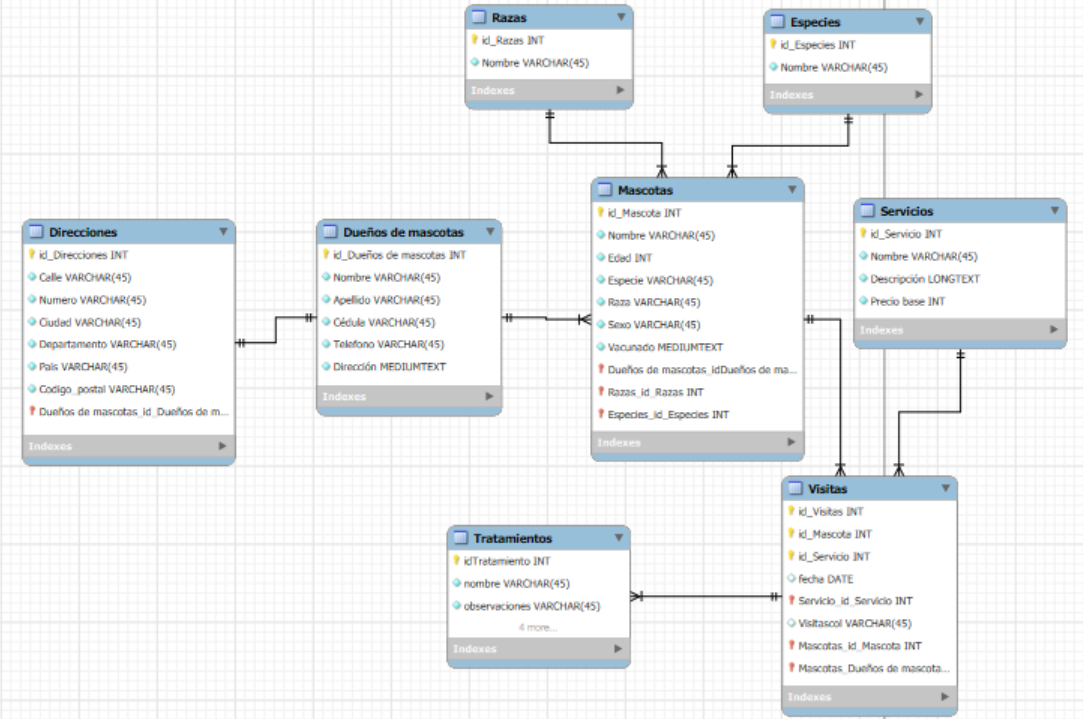 Razas
id_Razas INT
Nombre VARCHAR(45)
Indexes
Especies
id_Especies INT
Nombre VARCHAR(45)
Indexes
Direcciones
id_Direcciones INT
Calle VARCHAR(45)
Numero VARCHAR(45)
Ciudad VARCHAR(45)
Departamento VARCHAR(45)
Pais VARCHAR(45)
Codigo_postal VARCHAR(45)
Dueños de mascotas_id_Dueños de m...
Indexes
Dueños de mascotas
id_Dueños de mascotas INT
Nombre VARCHAR(45)
Apellido VARCHAR(45)
Cédula VARCHAR(45)
Telefono VARCHAR(45)
Dirección MEDIUMTEXT
Indexes
Mascotas
id_Mascota INT
Nombre VARCHAR(45)
Edad INT
Especie VARCHAR(45)
Raza VARCHAR(45)
Sexo VARCHAR(45)
Vacunado MEDIUMTEXT
Dueños de mascotas_idDueños de ma...
Razas_id_Razas INT
Especies_id_Especies INT
Indexes
Servicios
id_Servicio INT
Nombre VARCHAR(45)
Descripción LONGTEXT
Precio base INT
Indexes
Tratamientos
idTratamiento INT
nombre VARCHAR(45)
observaciones VARCHAR(45)
4 more...
Indexes
Visitas
id_Visitas INT
id_Mascota INT
id_Servicio INT
fecha DATE
Servicio_id_Servicio INT
Visitascol VARCHAR(45)
Mascotas_id_Mascota INT
Mascotas_Dueños de mascota...
Indexes